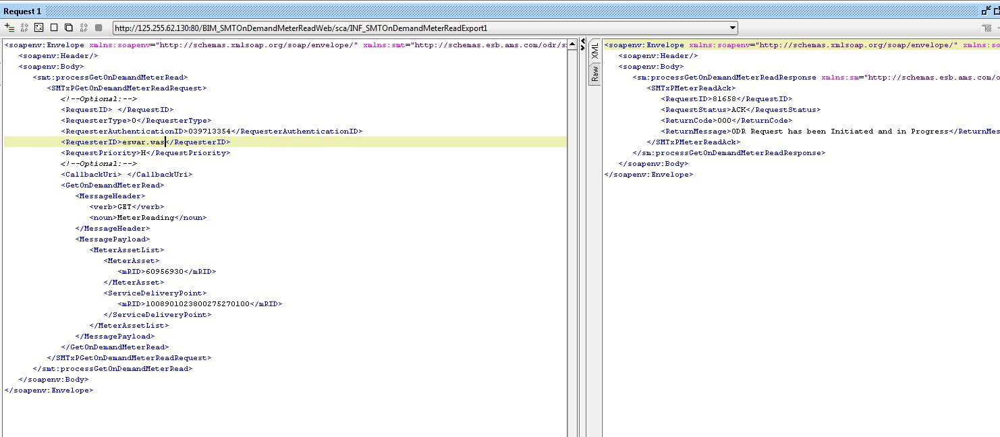 Request 1
http://125.255.62.130:80/BIM_SMTOnDemandMeterReadWeb/sca/INF_SMTOnDemandMeterReadExport1
<soapenv:Envelope xmlns:soapenv="http://schemas.xmlsoap.org/soap/envelope/" xmlns:smt="http://schemas.esb.ams.com/odr/s
<soapenv:Header/>
<soapenv:Body>
<smt:processGetOnDemandMeterRead>
<SMTxPGetOnDemandMeterReadRequest>
<!--Optional:-->
<RequestID> </RequestID>
<RequesterType>O</RequesterType>
<RequesterAuthenticationID>039713354</RequesterAuthenticationID>
<RequesterID>eswar.was</RequesterID>
<RequestPriority>H</RequestPriority>
<!--Optional:-->
<CallbackUri> </CallbackUri>
<GetOnDemandMeterRead>
<MessageHeader>
<verb>GET</verb>
<noun>MeterReading</noun>
</MessageHeader>
<MessagePayload>
<MeterAssetList>
<MeterAsset>
<mRID>60956930</mRID>
</MeterAsset>
<ServiceDeliveryPoint>
<mRID>1008901023800275270100</mRID>
</ServiceDeliveryPoint>
</MeterAssetList>
</MessagePayload>
</GetOnDemandMeterRead>
</SMTxPGetOnDemandMeterReadRequest>
</smt:processGetOnDemandMeterRead>
</soapenv:Body>
</soapenv:Envelope>
XML
Raw
<soapenv:Envelope xmlns:soapenv="http://schemas.xmlsoap.org/soap/envelope/" xmlns:so
<soapenv:Header/>
<soapenv:Body>
<sm:processGetOnDemandMeterReadResponse xmlns:sm="http://schemas.esb.ams.com/o
<SMTxPMeterReadAck>
<RequestID>81658</RequestID>
<RequestStatus>ACK</RequestStatus>
<ReturnCode>000</ReturnCode>
<ReturnMessage>ODR Request has been Initiated and in Progress</ReturnMes
</SMTxPMeterReadAck>
</sm:processGetOnDemandMeterReadResponse>
</soapenv:Body>
</soapenv:Envelope>